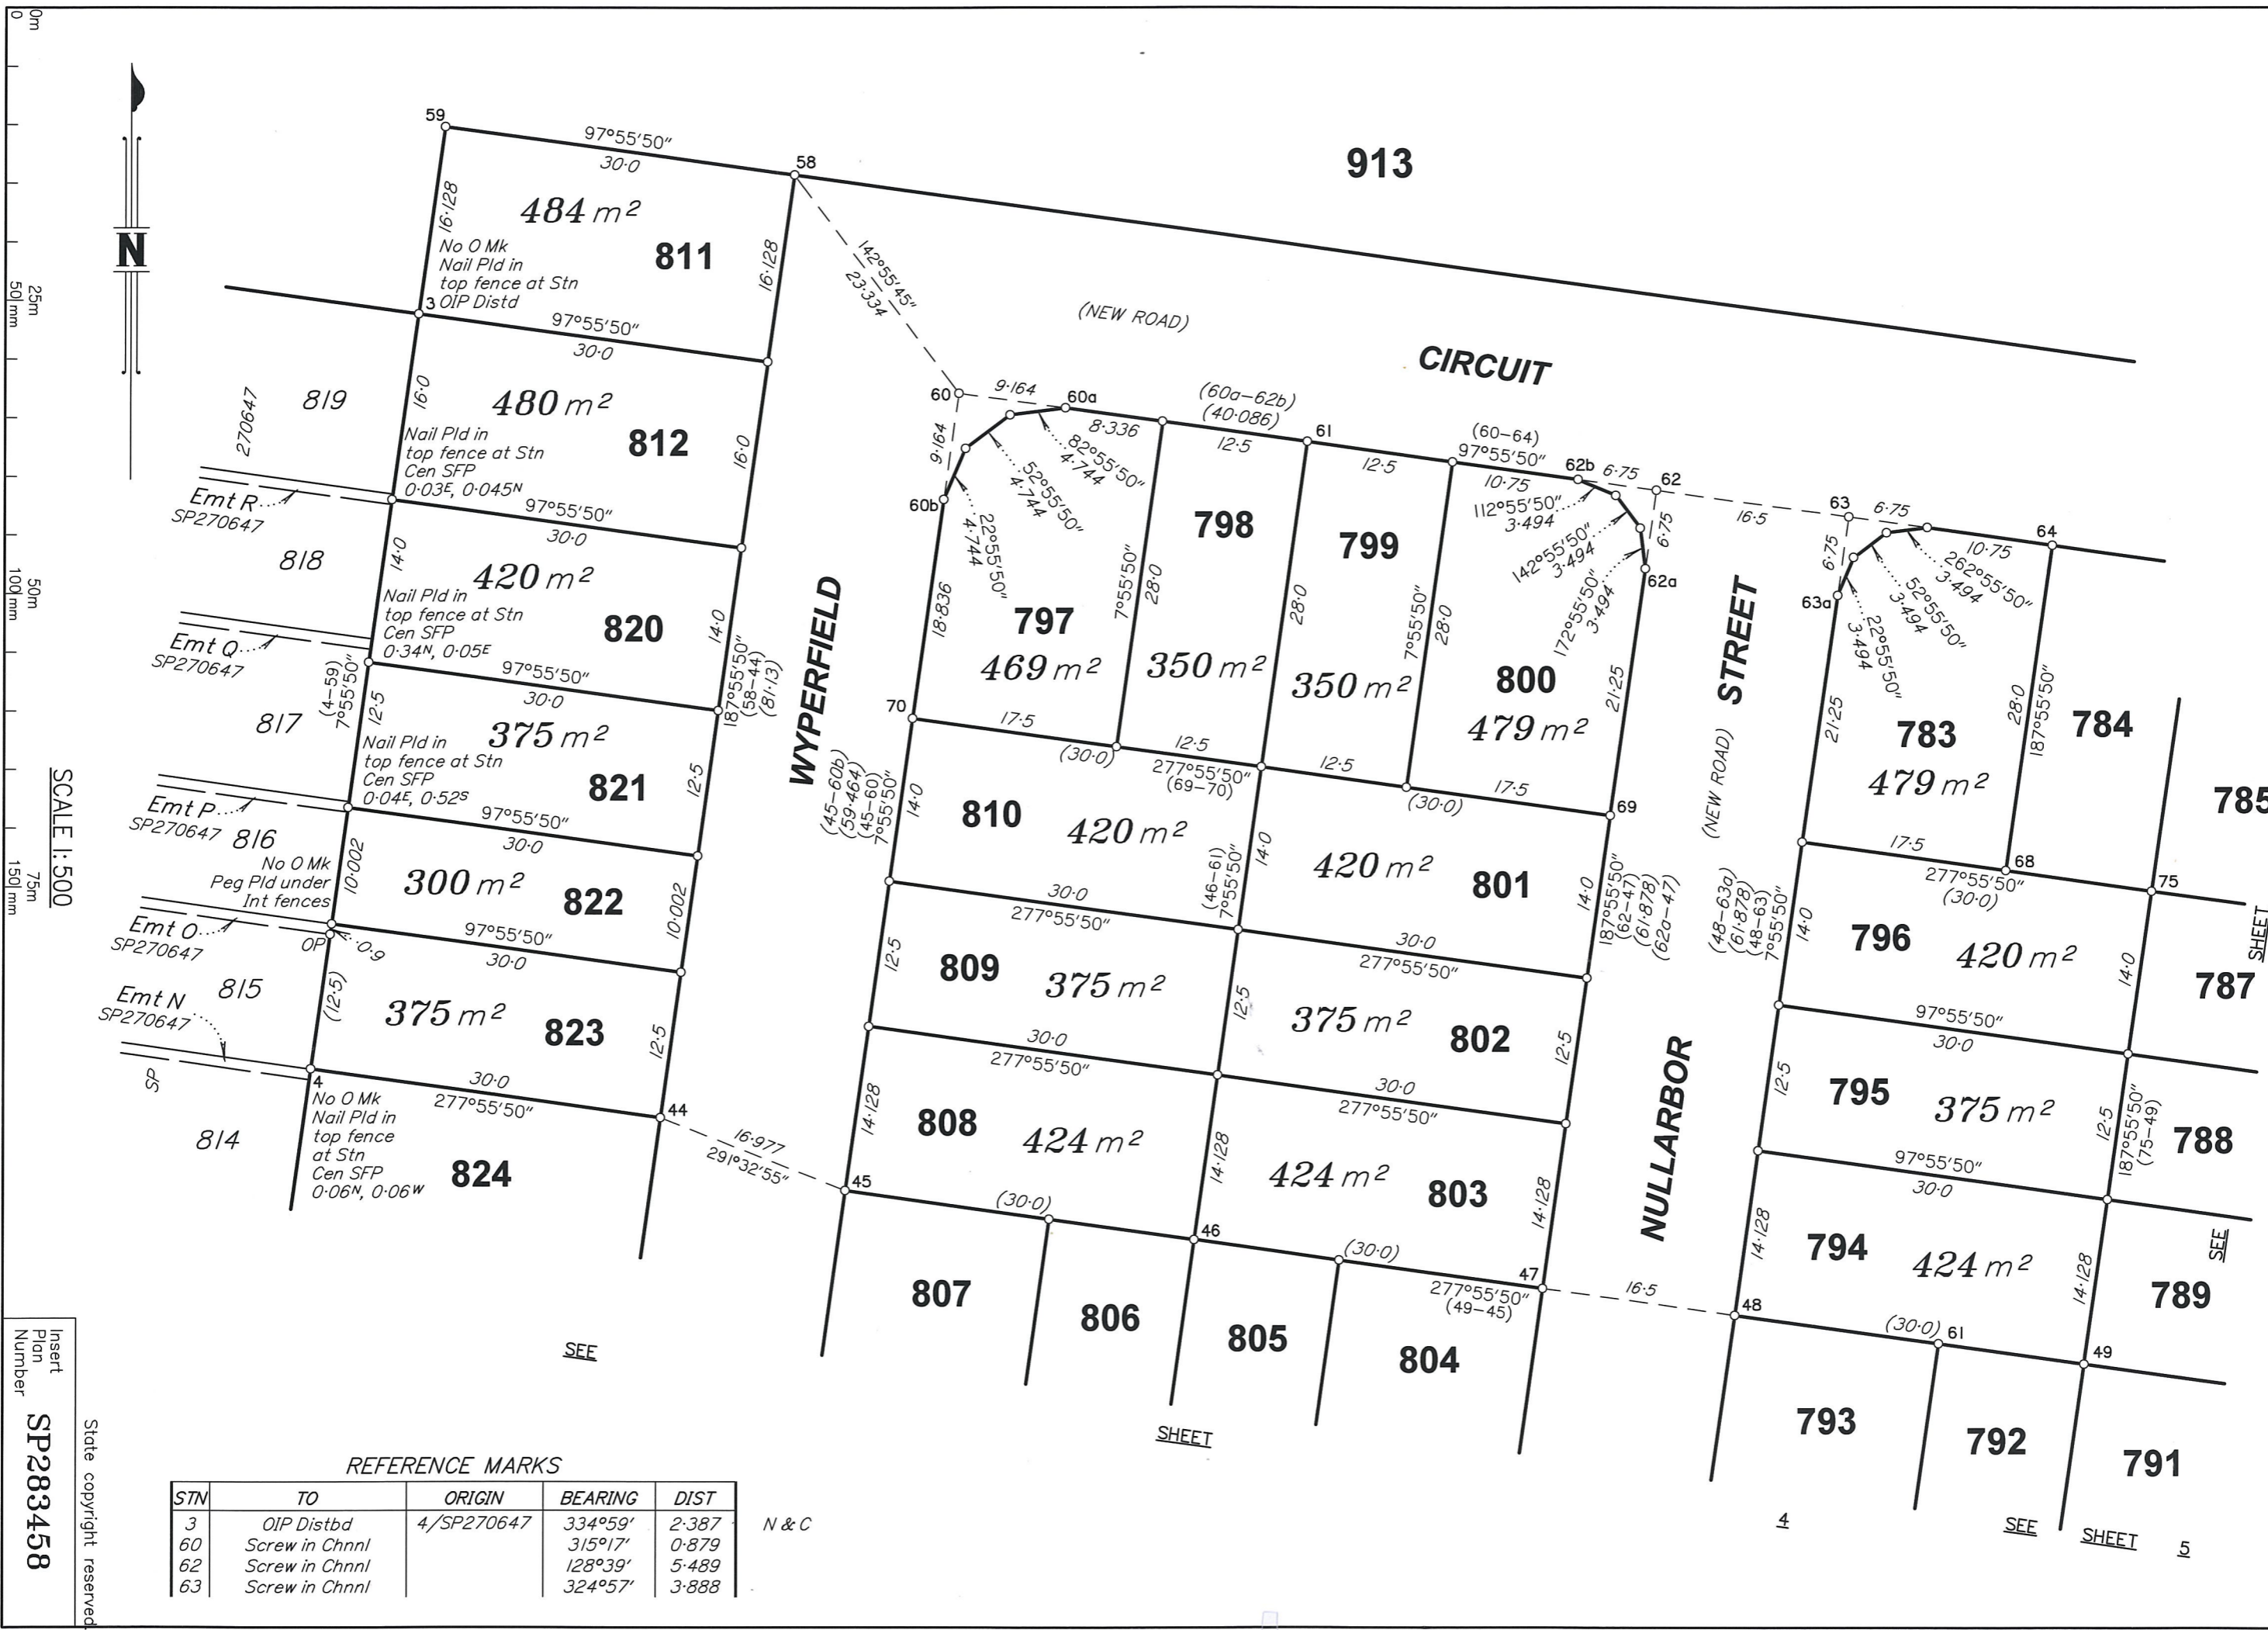 0m
0
25m
50 mm
50m
100 mm
75m
150 mm
SCALE 1:500
N
Insert
Plan
Number
SP283458
State copyright reserved.
59
97°55'50"
30·0
58
913
16·128
484 m²
811
16·128
No O Mk
Nail Pld in
top fence at Stn
OIP Distd
3
142°55'45"
23·334
(NEW ROAD)
CIRCUIT
97°55'50"
30·0
819
270647
16·0
480 m²
812
16·0
Nail Pld in
top fence at Stn
Cen SFP
0·03E, 0·045N
Emt R
SP270647
97°55'50"
30·0
818
14·0
420 m²
820
14·0
Nail Pld in
top fence at Stn
Cen SFP
0·34N, 0·05E
Emt Q
SP270647
97°55'50"
30·0
187°55'50"
(58-44)
(81·13)
817
(4-59)
7°55'50"
12·5
375 m²
821
12·5
Nail Pld in
top fence at Stn
Cen SFP
0·04E, 0·52S
Emt P
SP270647
97°55'50"
30·0
816
No O Mk
Peg Pld under
Int fences
10·002
300 m²
822
10·002
Emt O
SP270647
OP
0·9
97°55'50"
30·0
815
(12·5)
375 m²
823
12·5
Emt N
SP270647
SP
4
30·0
277°55'50"
44
814
No O Mk
Nail Pld in
top fence
at Stn
Cen SFP
0·06N, 0·06W
824
16·977
291°32'55"
WYPERFIELD
60
9·164
60a
8·336
(60a-62b)
(40·086)
12·5
61
12·5
(60-64)
97°55'50"
10·75
62b
6·75
62
16·5
63
6·75
10·75
64
9·164
60b
82°55'50"
4·744
52°55'50"
4·744
22°55'50"
4·744
18·836
797
469 m²
7°55'50"
28·0
798
350 m²
28·0
799
350 m²
7°55'50"
28·0
112°55'50"
3·494
142°55'50"
3·494
172°55'50"
3·494
6·75
62a
800
479 m²
21·25
STREET
(NEW ROAD)
6·75
63a
262°55'50"
3·494
52°55'50"
3·494
22°55'50"
3·494
21·25
783
479 m²
28·0
187°55'50"
784
785
70
17·5
(30·0)
12·5
277°55'50"
(69-70)
12·5
(30·0)
17·5
69
(45-60b)
(59·464)
(45-60)
7°55'50"
14·0
810
420 m²
(46-61)
7°55'50"
14·0
420 m²
801
14·0
187°55'50"
(62-47)
(61·878)
(62a-47)
(48-63a)
(61·878)
(48-63)
7°55'50"
14·0
17·5
68
277°55'50"
(30·0)
75
796
420 m²
14·0
787
SHEET
30·0
277°55'50"
30·0
277°55'50"
97°55'50"
30·0
12·5
809
375 m²
12·5
375 m²
802
12·5
12·5
795
375 m²
12·5
187°55'50"
(75-49)
788
30·0
277°55'50"
30·0
277°55'50"
97°55'50"
30·0
NULLARBOR
14·128
808
424 m²
14·128
424 m²
803
14·128
14·128
794
424 m²
14·128
789
SEE
45
(30·0)
46
(30·0)
277°55'50"
(49-45)
47
16·5
48
(30·0)
61
49
807
806
805
804
793
792
791
SEE
SHEET
4
SEE
SHEET
5
REFERENCE MARKS
STN TO ORIGIN BEARING DIST
3 OIP Distbd 4/SP270647 334°59' 2·387 N & C
60 Screw in Chnnl 315°17' 0·879
62 Screw in Chnnl 128°39' 5·489
63 Screw in Chnnl 324°57' 3·888